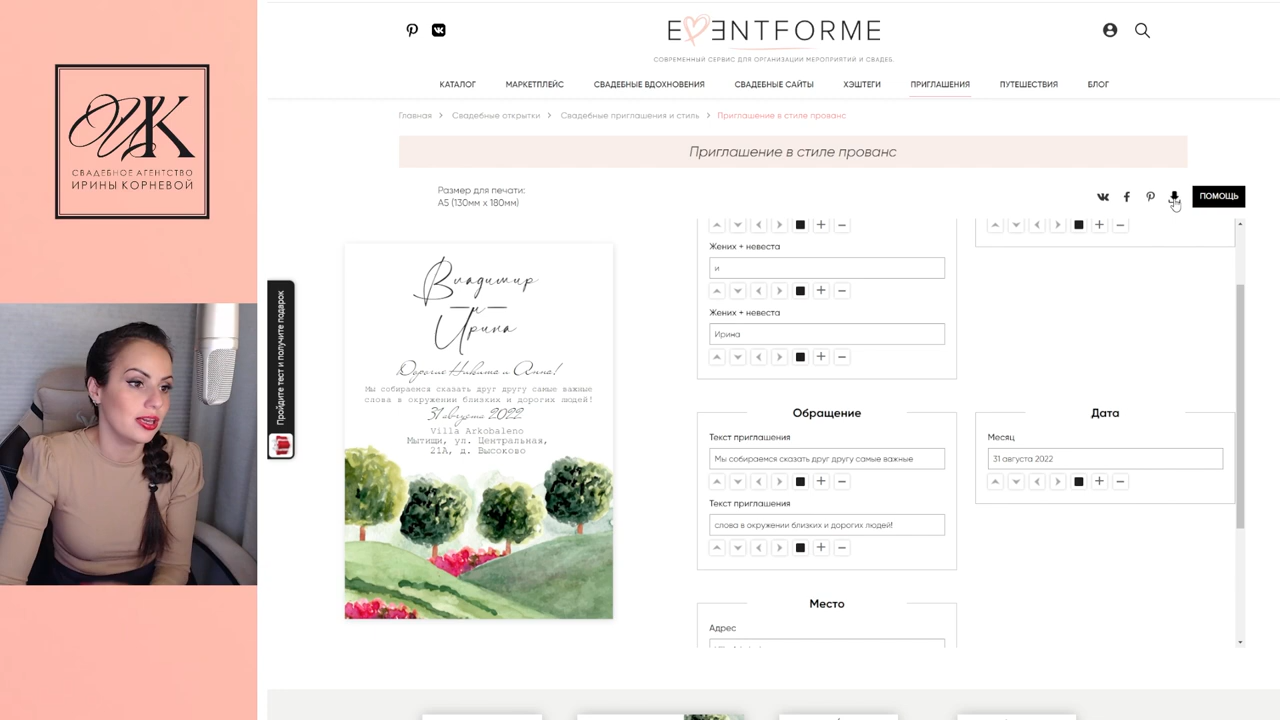 ИК
СВАДЕБНОЕ АГЕНТСТВО
ИРИНЫ КОРНЕВОЙ
EVENTFORME
СОВРЕМЕННЫЙ СЕРВИС ДЛЯ ОРГАНИЗАЦИИ МЕРОПРИЯТИЙ И СВАДЕБ.
КАТАЛОГ МАРКЕТПЛЕЙС СВАДЕБНЫЕ ВДОХНОВЕНИЯ СВАДЕБНЫЕ САЙТЫ ХЭШТЕГИ ПРИГЛАШЕНИЯ ПУТЕШЕСТВИЯ БЛОГ
Главная > Свадебные открытки > Свадебные приглашения и стиль > Приглашение в стиле прованс
Приглашение в стиле прованс
Размер для печати:
А5 (130мм х 180мм)
ПОМОЩЬ
Пройдите тест и получите подарок
Владимир
и
Ирина
Дорогие Никита и Анна!
Мы собираемся сказать друг другу самые важные
слова в окружении близких и дорогих людей!
31 августа 2022
Villa Arkobaleno
Мытищи, ул. Центральная,
21А, д. Высоково
Жених + невеста
и
Жених + невеста
Ирина
Обращение
Текст приглашения
Мы собираемся сказать друг другу самые важные
Текст приглашения
слова в окружении близких и дорогих людей!
Дата
Месяц
31 августа 2022
Место
Адрес